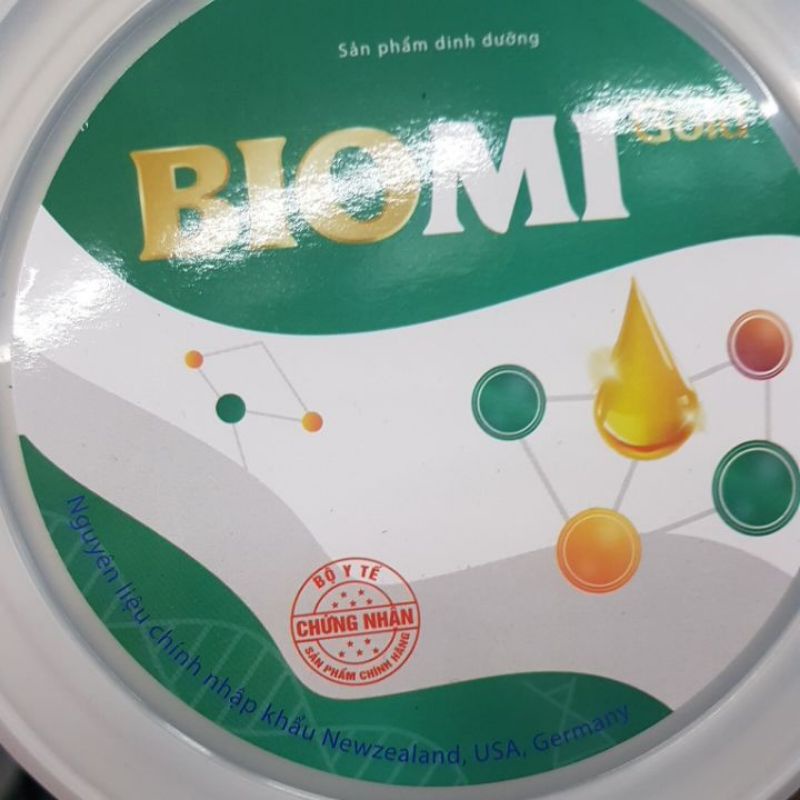 Sản phẩm dinh dưỡng
BIOMI Gold
BỘ Y TẾ
CHỨNG NHẬN
SẢN PHẨM CHÍNH HÃNG
Nguyên liệu chính nhập khẩu Newzealand, USA, Germany